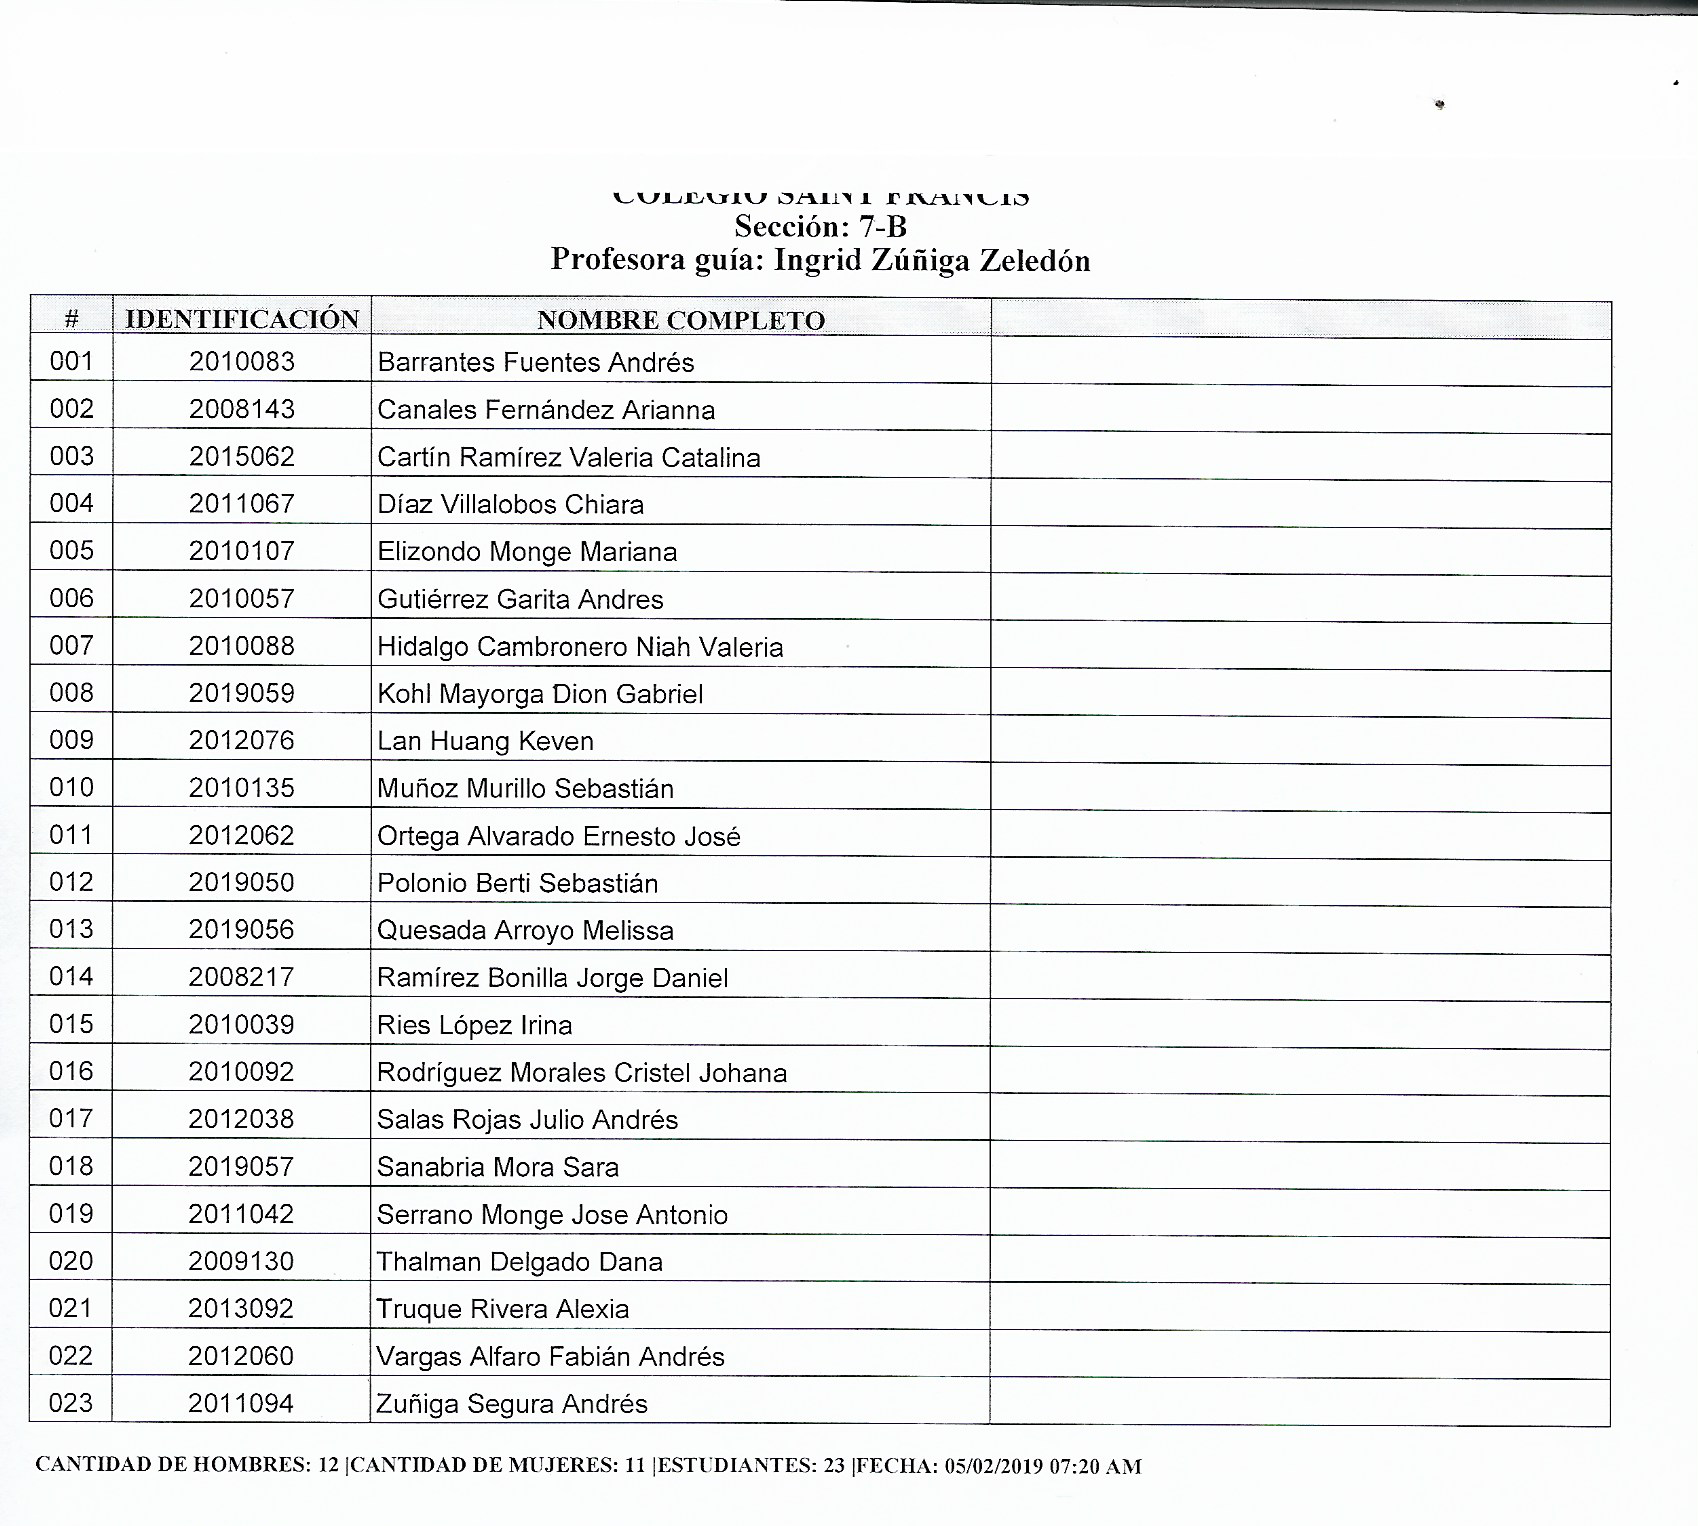 COLEGIO SAINT FRANCIS
Sección: 7-B
Profesora guía: Ingrid Zúñiga Zeledón
# IDENTIFICACIÓN NOMBRE COMPLETO
001 2010083 Barrantes Fuentes Andrés
002 2008143 Canales Fernández Arianna
003 2015062 Cartín Ramírez Valeria Catalina
004 2011067 Díaz Villalobos Chiara
005 2010107 Elizondo Monge Mariana
006 2010057 Gutiérrez Garita Andres
007 2010088 Hidalgo Cambronero Niah Valeria
008 2019059 Kohl Mayorga Dion Gabriel
009 2012076 Lan Huang Keven
010 2010135 Muñoz Murillo Sebastián
011 2012062 Ortega Alvarado Ernesto José
012 2019050 Polonio Berti Sebastián
013 2019056 Quesada Arroyo Melissa
014 2008217 Ramírez Bonilla Jorge Daniel
015 2010039 Ries López Irina
016 2010092 Rodríguez Morales Cristel Johana
017 2012038 Salas Rojas Julio Andrés
018 2019057 Sanabria Mora Sara
019 2011042 Serrano Monge Jose Antonio
020 2009130 Thalman Delgado Dana
021 2013092 Truque Rivera Alexia
022 2012060 Vargas Alfaro Fabián Andrés
023 2011094 Zuñiga Segura Andrés
CANTIDAD DE HOMBRES: 12 |CANTIDAD DE MUJERES: 11 |ESTUDIANTES: 23 |FECHA: 05/02/2019 07:20 AM